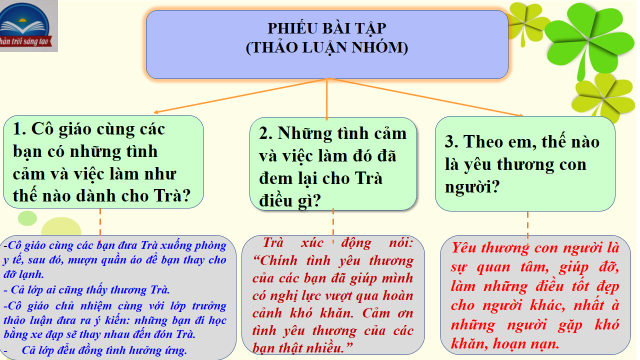 chân trời sáng tạo
PHIẾU BÀI TẬP
(THẢO LUẬN NHÓM)
1. Cô giáo cùng các
bạn có những tình
cảm và việc làm như
thế nào dành cho Trà?
2. Những tình cảm
và việc làm đó đã
đem lại cho Trà
điều gì?
3. Theo em, thế nào
là yêu thương con
người?
-Cô giáo cùng các bạn đưa Trà xuống phòng
y tế, sau đó, mượn quần áo để bạn thay cho
đỡ lạnh.
- Cả lớp ai cũng thấy thương Trà.
-Cô giáo chủ nhiệm cùng với lớp trưởng
thảo luận đưa ra ý kiến: những bạn đi học
bằng xe đạp sẽ thay nhau đến đón Trà.
- Cả lớp đều đồng tình hưởng ứng.
Trà xúc động nói:
“Chính tình yêu thương
của các bạn đã giúp mình
có nghị lực vượt qua hoàn
cảnh khó khăn. Cảm ơn
tình yêu thương của các
bạn thật nhiều.”
Yêu thương con người là
sự quan tâm, giúp đỡ,
làm những điều tốt đẹp
cho người khác, nhất à
những người gặp khó
khăn, hoạn nạn.